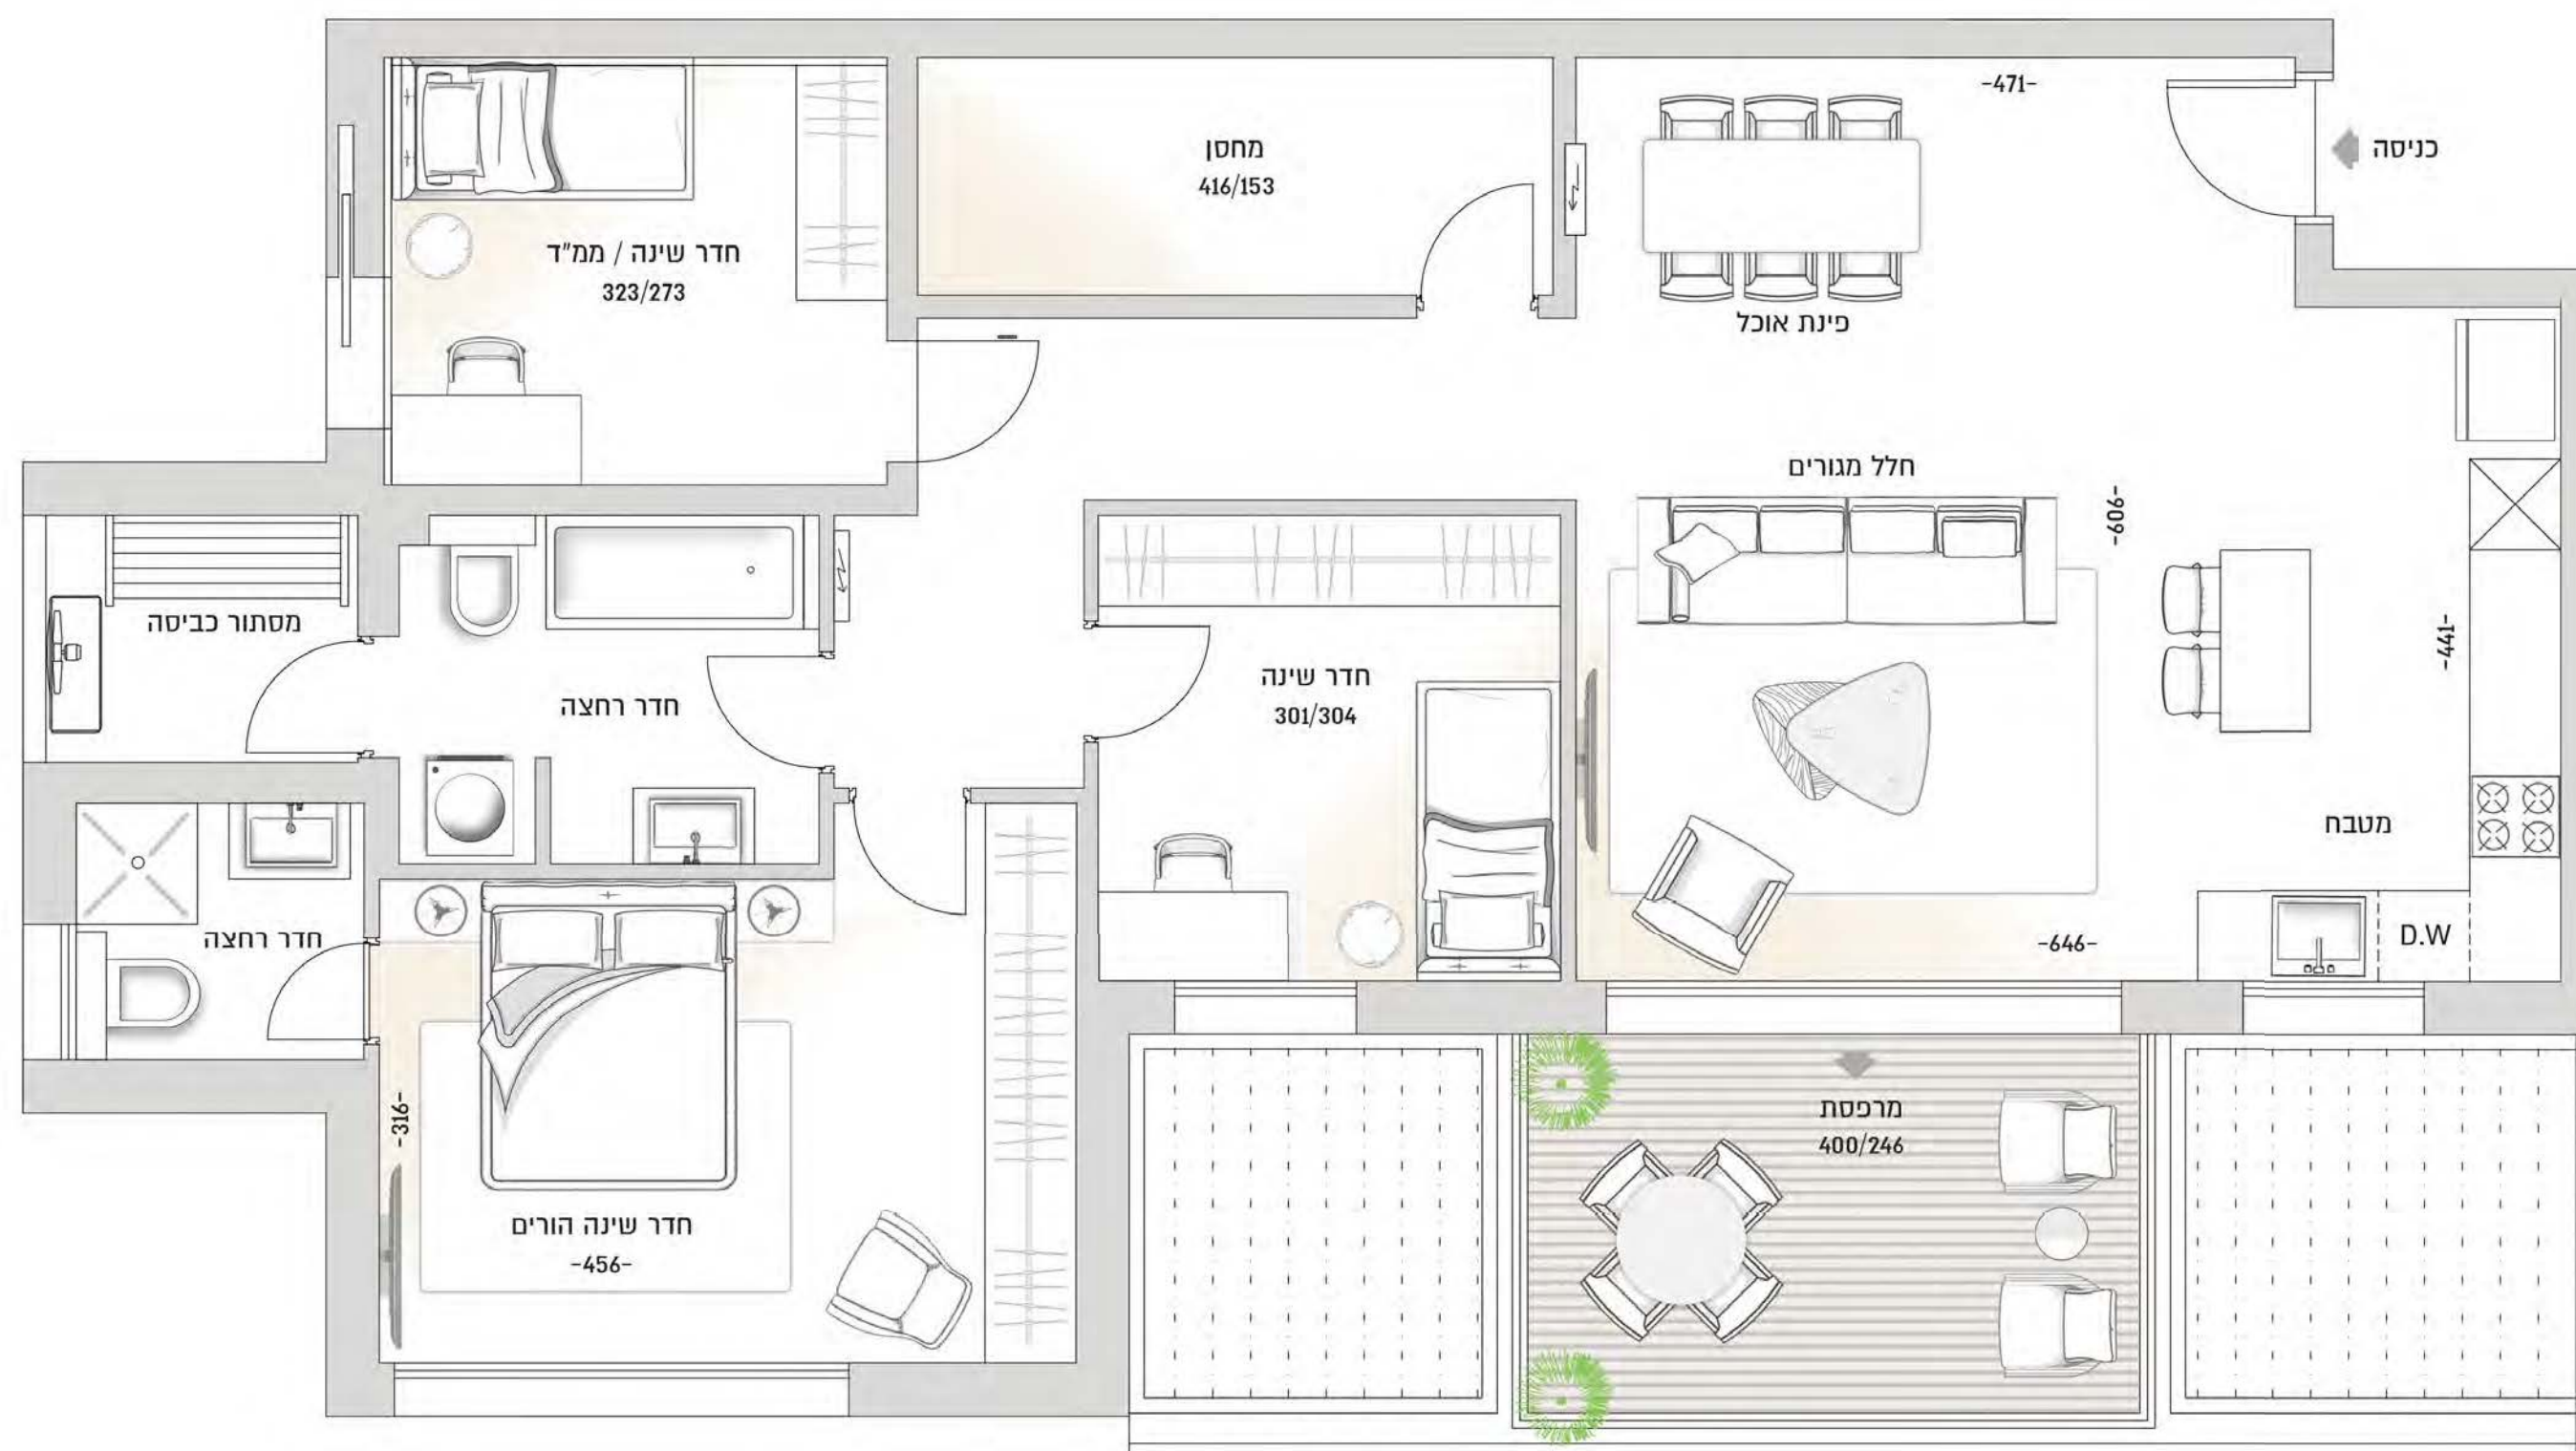 -471-
כניסה
מחסן
416/153
חדר שינה / ממ"ד
323/273
פינת אוכל
חלל מגורים
-606-
מסתור כביסה
חדר רחצה
חדר שינה
301/304
-441-
מטבח
חדר רחצה
-646-
D.W
-316-
מרפסת
400/246
חדר שינה הורים
-456-